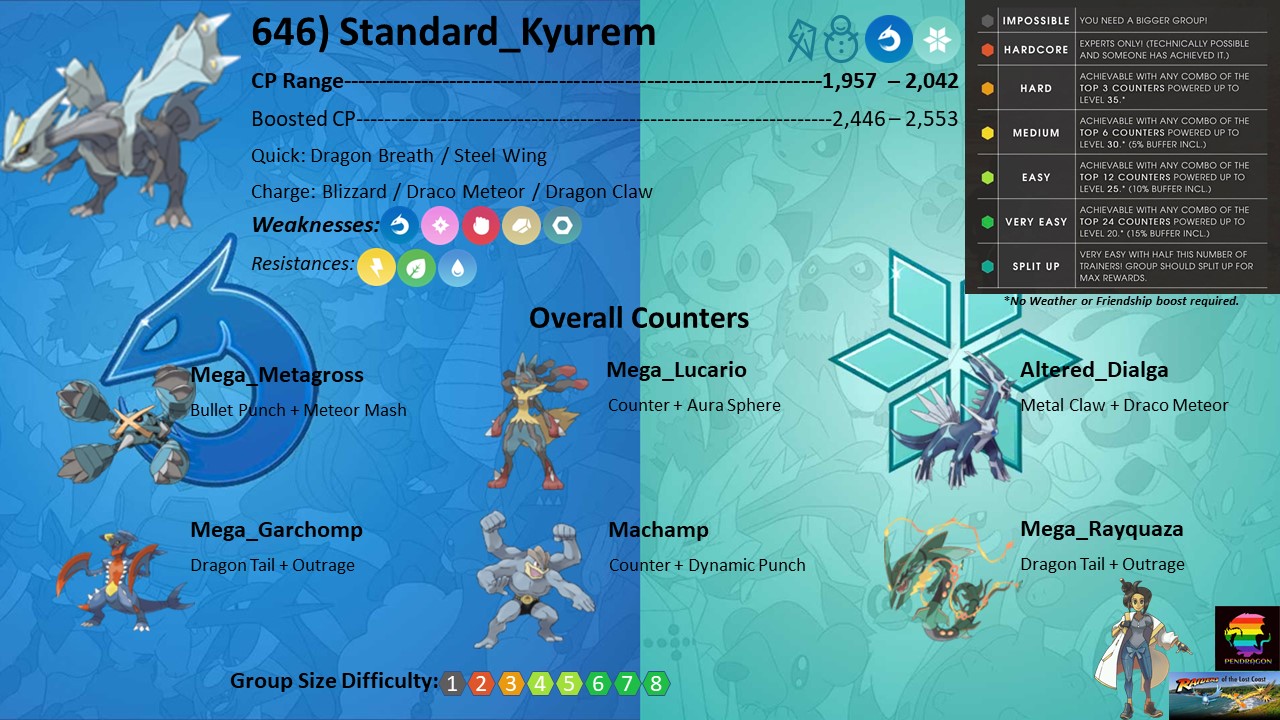 646) Standard_Kyurem
CP Range------------------------------------------------------------------------------------1,957 – 2,042
Boosted CP------------------------------------------------------------------------------------2,446 – 2,553
Quick: Dragon Breath / Steel Wing
Charge: Blizzard / Draco Meteor / Dragon Claw
Weaknesses:
Resistances:
IMPOSSIBLE YOU NEED A BIGGER GROUP!
HARDCORE EXPERTS ONLY! (TECHNICALLY POSSIBLE
AND SOMEONE HAS ACHIEVED IT.)
HARD ACHIEVABLE WITH ANY COMBO OF THE
TOP 3 COUNTERS POWERED UP TO
LEVEL 35.*
MEDIUM ACHIEVABLE WITH ANY COMBO OF THE
TOP 6 COUNTERS POWERED UP TO
LEVEL 30.* (5% BUFFER INCL.)
EASY ACHIEVABLE WITH ANY COMBO OF THE
TOP 12 COUNTERS POWERED UP TO
LEVEL 25.* (10% BUFFER INCL.)
VERY EASY ACHIEVABLE WITH ANY COMBO OF THE
TOP 24 COUNTERS POWERED UP TO
LEVEL 20.* (15% BUFFER INCL.)
SPLIT UP VERY EASY WITH HALF THIS NUMBER OF
TRAINERS! GROUP SHOULD SPLIT UP FOR
MAX REWARDS.
*No Weather or Friendship boost required.
Overall Counters
Mega_Metagross
Bullet Punch + Meteor Mash
Mega_Lucario
Counter + Aura Sphere
Altered_Dialga
Metal Claw + Draco Meteor
Mega_Garchomp
Dragon Tail + Outrage
Machamp
Counter + Dynamic Punch
Mega_Rayquaza
Dragon Tail + Outrage
Group Size Difficulty: 1 2 3 4 5 6 7 8
PENDRAGON
RAIDERS of the Lost Coast